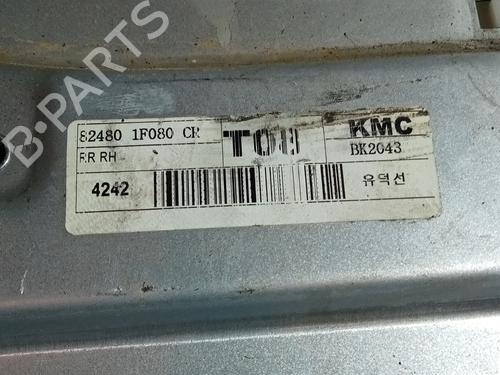 82480 1F080 CR
T08
KMC
RR RH
BK2043
4242
유덕선
B-PARTS